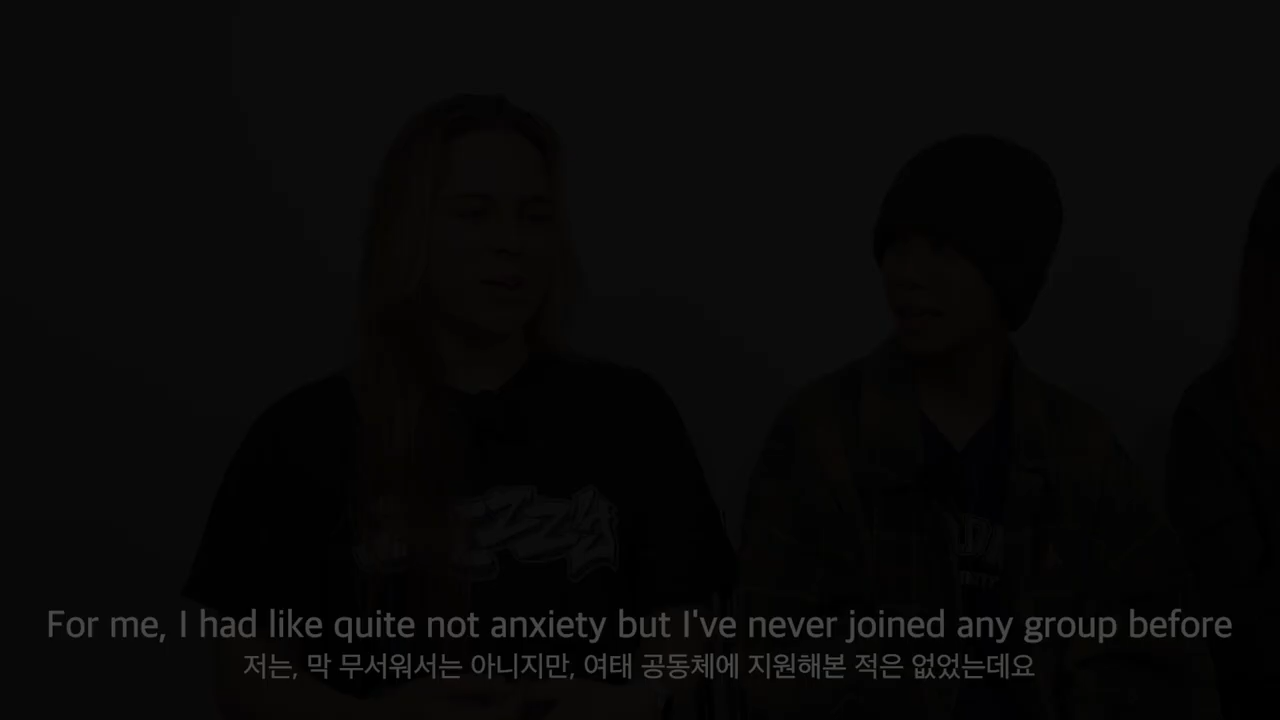 For me, I had like quite not anxiety but I've never joined any group before
저는, 막 무서워서는 아니지만, 여태 공동체에 지원해본 적은 없었는데요